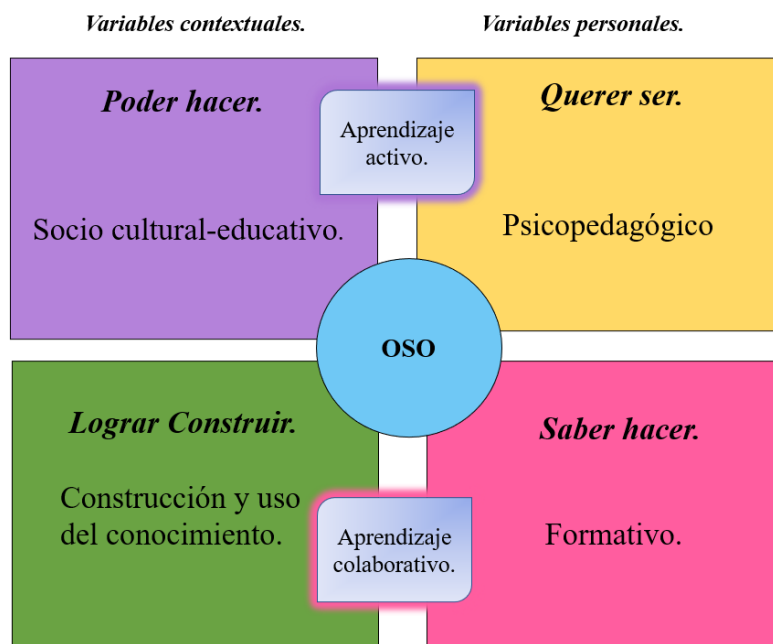 Variables contextuales.
Variables personales.
Poder hacer.
Querer ser.
Aprendizaje
activo.
Socio cultural-educativo.
Psicopedagógico
OSO
Lograr Construir.
Saber hacer.
Construcción y uso
del conocimiento.
Aprendizaje
colaborativo.
Formativo.